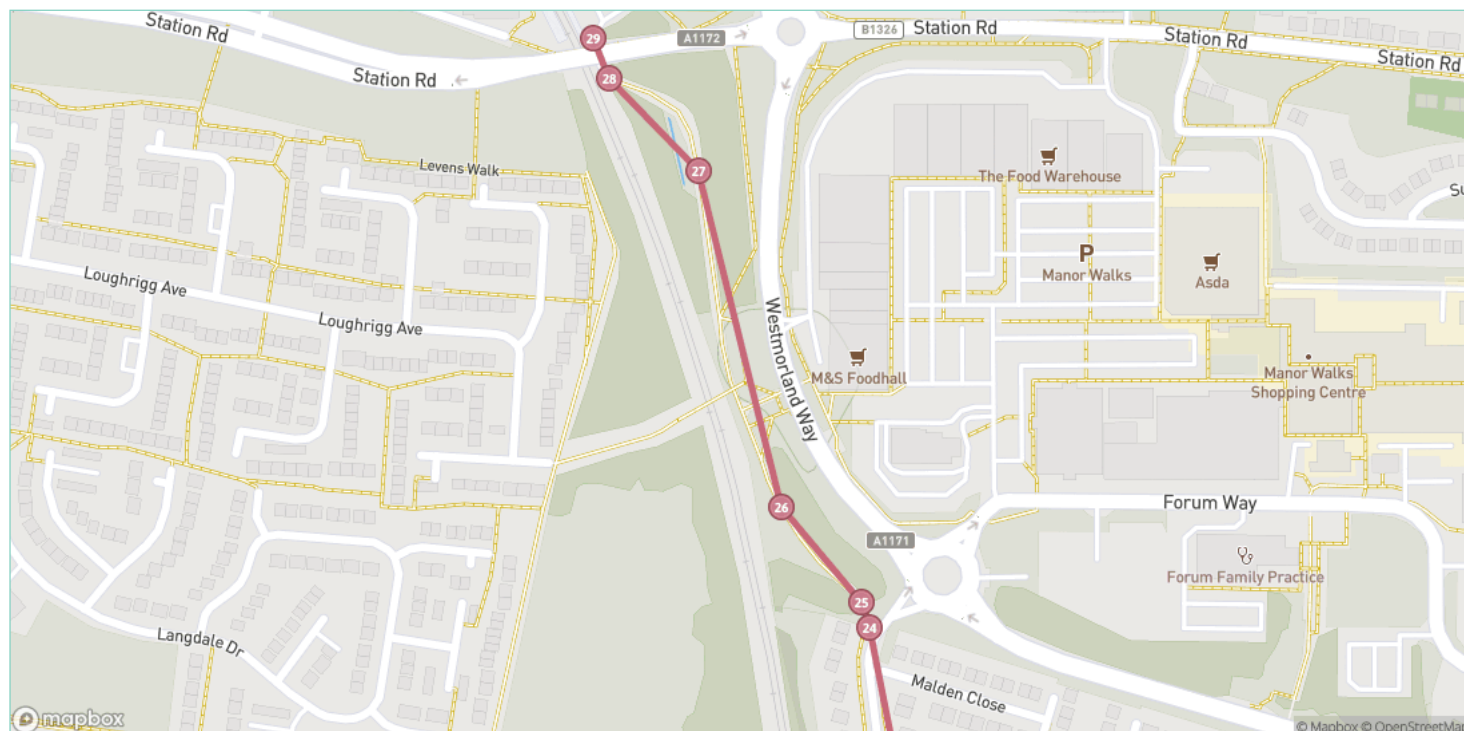 29
A1172
B1326
Station Rd
Station Rd
Station Rd
Station Rd
Station Rd
28
Levens Walk
27
The Food Warehouse
P
Manor Walks
Asda
Loughrigg Ave
Loughrigg Ave
Westmorland Way
M&S Foodhall
Manor Walks
Shopping Centre
26
Forum Way
A1171
Forum Family Practice
25
24
Langdale Dr
Malden Close
mapbox
© Mapbox © OpenStreetMap